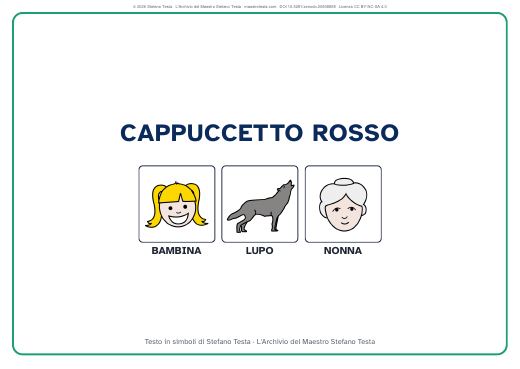 CAPPUCCETTO ROSSO
BAMBINA
LUPO
NONNA
Testo in simboli di Stefano Testa - L'Archivio del Maestro Stefano Testa